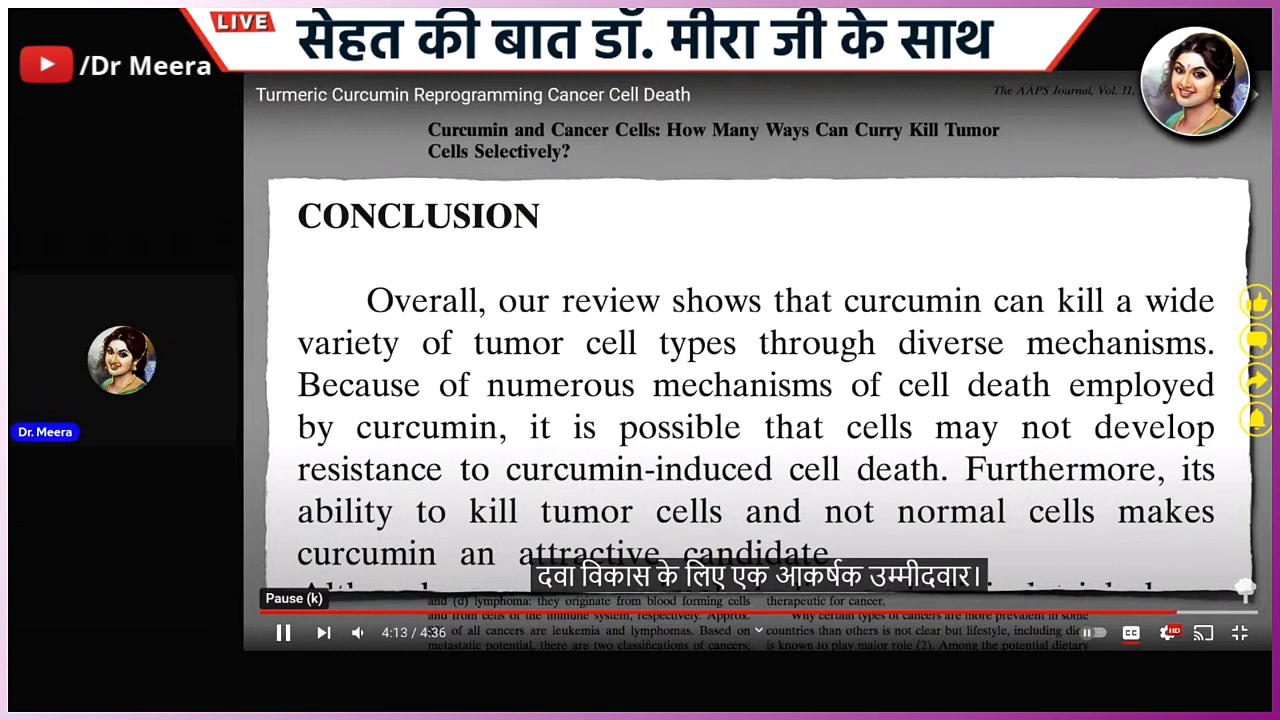 LIVE
सेहत की बात डॉ. मीरा जी के साथ
/Dr Meera
Turmeric Curcumin Reprogramming Cancer Cell Death
The AAPS Journal, Vol. 11,
Curcumin and Cancer Cells: How Many Ways Can Curry Kill Tumor
Cells Selectively?
CONCLUSION
Overall, our review shows that curcumin can kill a wide
variety of tumor cell types through diverse mechanisms.
Because of numerous mechanisms of cell death employed
by curcumin, it is possible that cells may not develop
resistance to curcumin-induced cell death. Furthermore, its
ability to kill tumor cells and not normal cells makes
curcumin an attractive candidate
दवा विकास के लिए एक आकर्षक उम्मीदवार।
Dr. Meera
Pause (k)
and (d) lymphoma: they originate from blood forming cells
therapeutic for cancer.
and from cells of the immune system, respectively. Approx.
Why certain types of cancers are more prevalent in some
4:13 / 4:36
of all cancers are leukemia and lymphomas. Based on
countries than others is not clear but lifestyle, including
metastatic potential, there are two classifications of cancers:
is known to play major role (2). Among the potential dietary
CC
HD